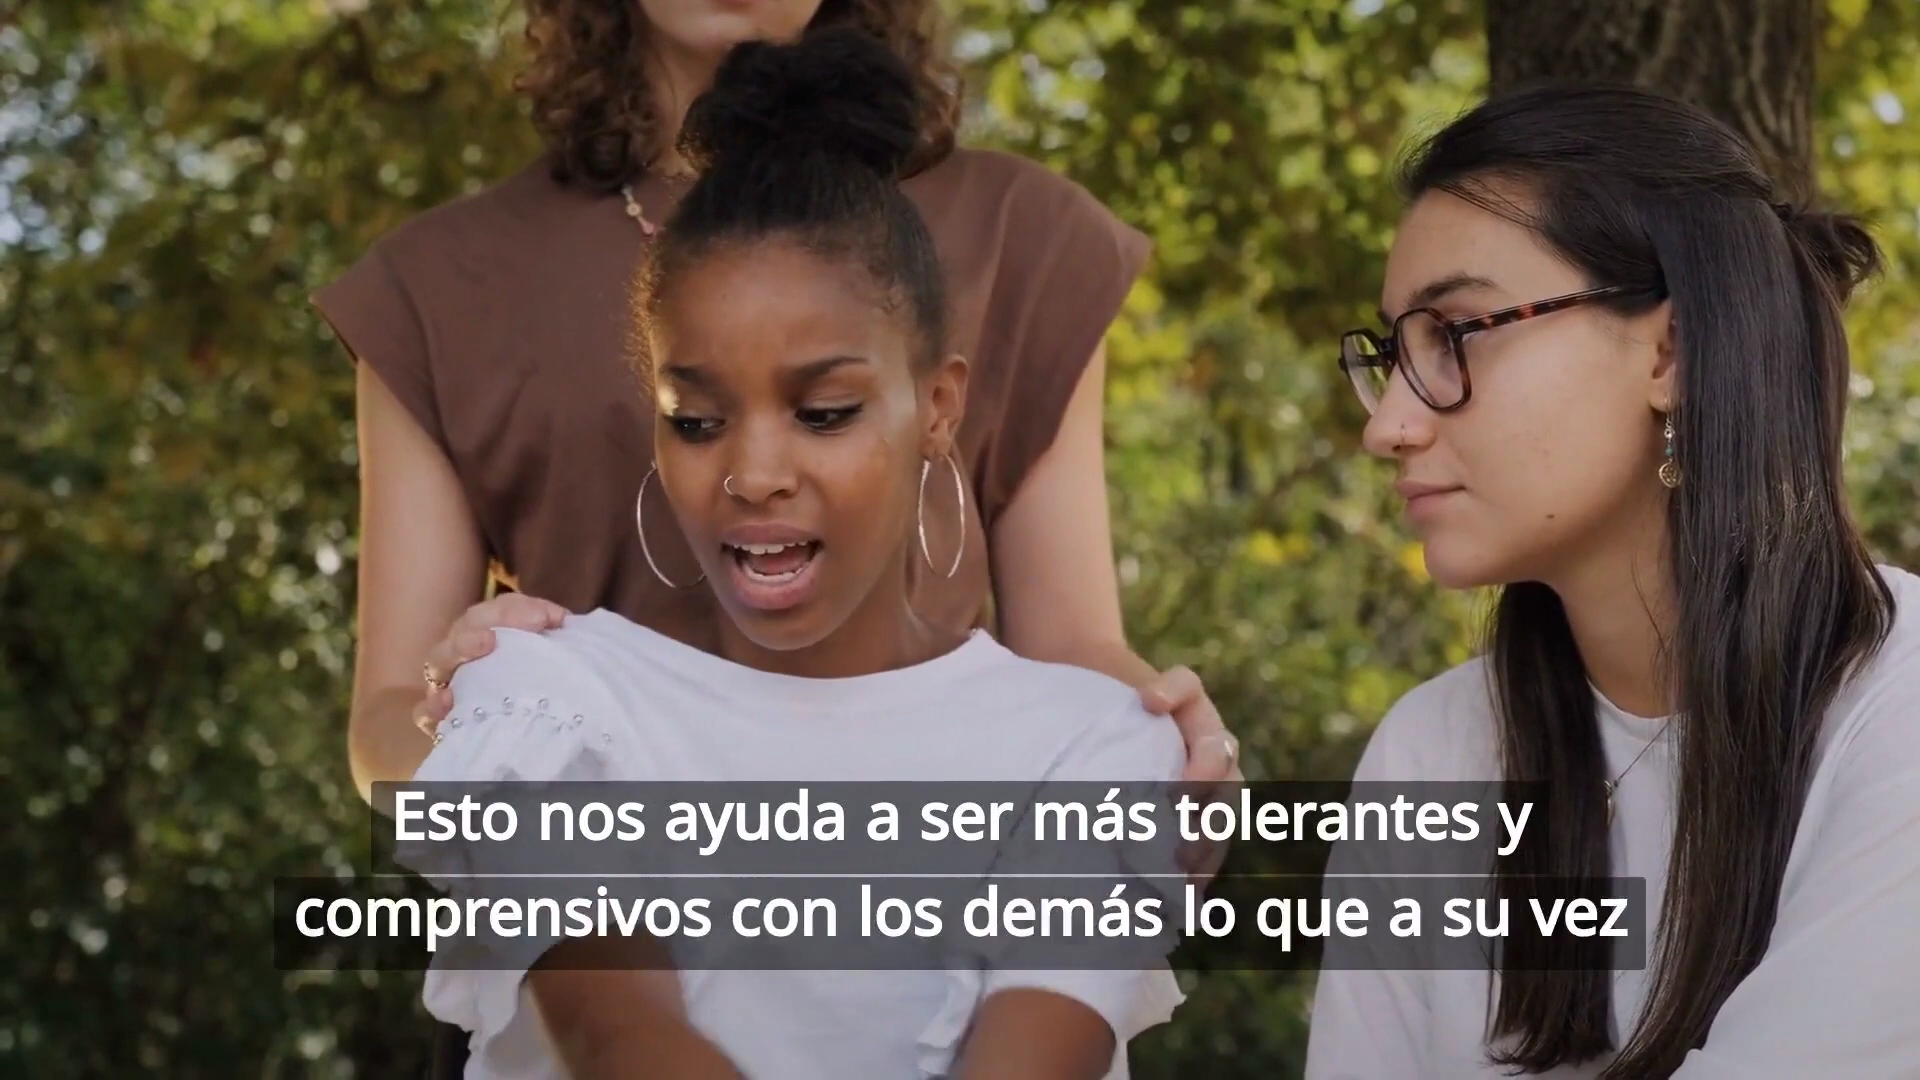 Esto nos ayuda a ser más tolerantes y
comprensivos con los demás lo que a su vez